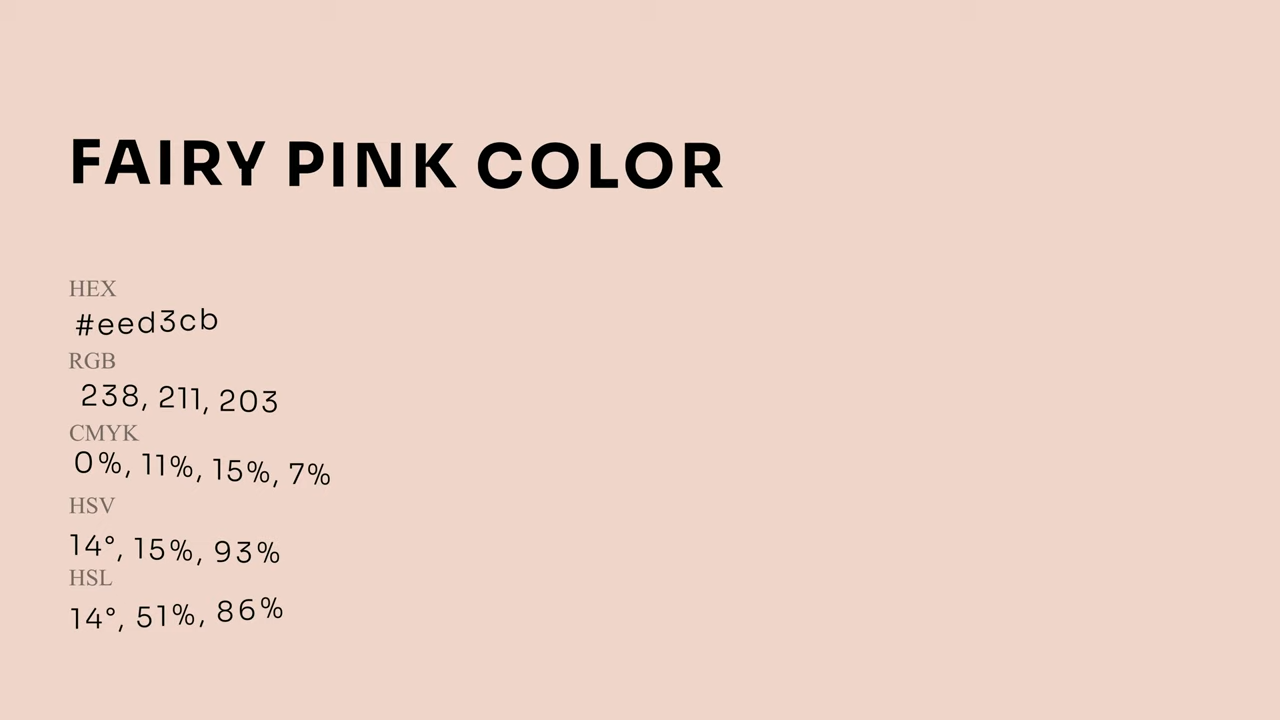 FAIRY PINK COLOR
HEX
#eed3cb
RGB
238, 211, 203
CMYK
0%, 11%, 15%, 7%
HSV
14°, 15%, 93%
HSL
14°, 51%, 86%